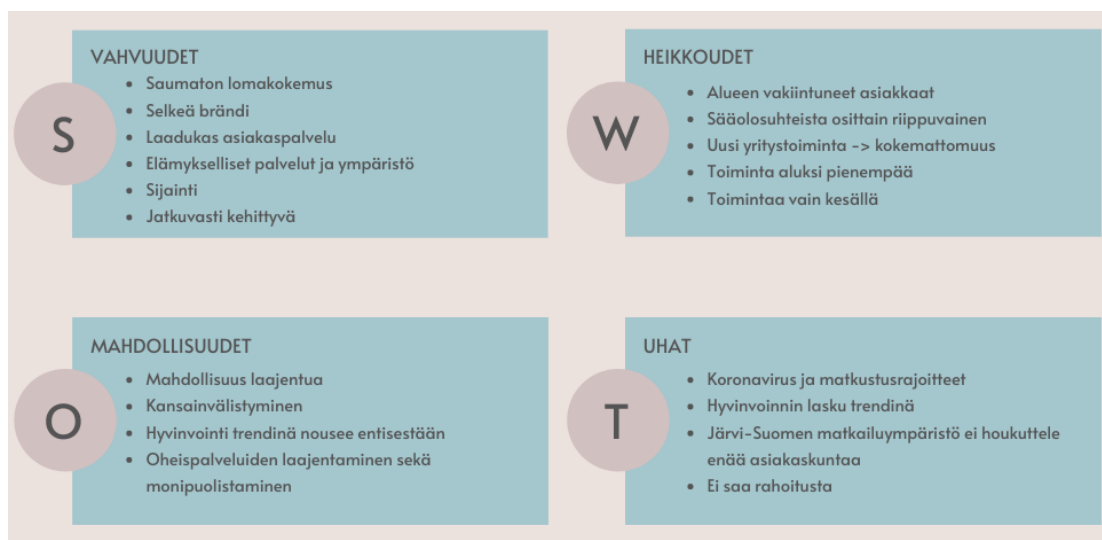 VAHVUUDET
• Saumaton lomakokemus
• Selkeä brändi
• Laadukas asiakaspalvelu
• Elämykselliset palvelut ja ympäristö
• Sijainti
• Jatkuvasti kehittyvä
S
HEIKKOUDET
• Alueen vakiintuneet asiakkaat
• Sääolosuhteista osittain riippuvainen
• Uusi yritystoiminta -> kokemattomuus
• Toiminta aluksi pienempää
• Toimintaa vain kesällä
W
MAHDOLLISUUDET
• Mahdollisuus laajentua
• Kansainvälistyminen
• Hyvinvointi trendinä nousee entisestään
• Oheispalveluiden laajentaminen sekä
monipuolistaminen
O
UHAT
• Koronavirus ja matkustusrajoitteet
• Hyvinvoinnin lasku trendinä
• Järvi-Suomen matkailuympäristö ei houkuttele
enää asiakaskuntaa
• Ei saa rahoitusta
T